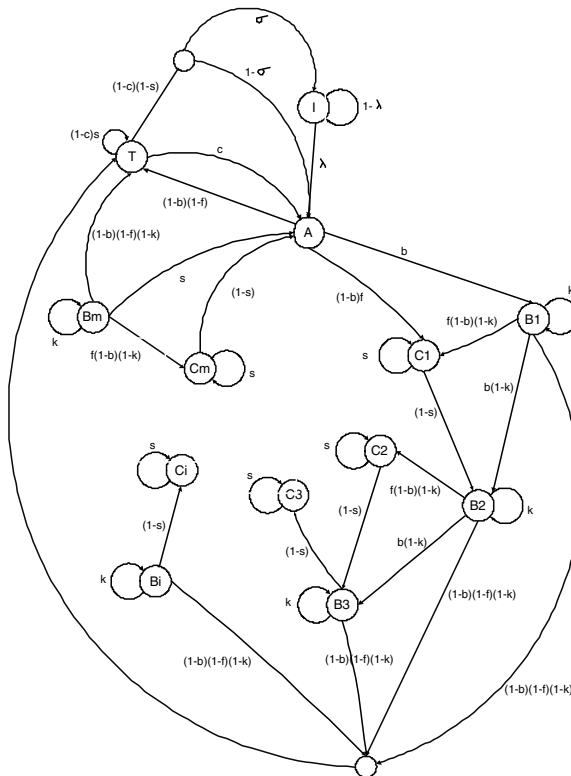 σ
(1-c)(1-s)
1-σ
I
1-λ
(1-c)s
T
c
λ
(1-b)(1-f)
A
(1-b)(1-f)(1-k)
b
s
(1-s)
(1-b)f
k
Bm
B1
k
f(1-b)(1-k)
f(1-b)(1-k)
s
C1
Cm
s
b(1-k)
(1-s)
s
C2
s
Ci
s
C3
f(1-b)(1-k)
B2
k
(1-s)
(1-s)
b(1-k)
(1-s)
k
Bi
k
B3
(1-b)(1-f)(1-k)
(1-b)(1-f)(1-k)
(1-b)(1-f)(1-k)
(1-b)(1-f)(1-k)